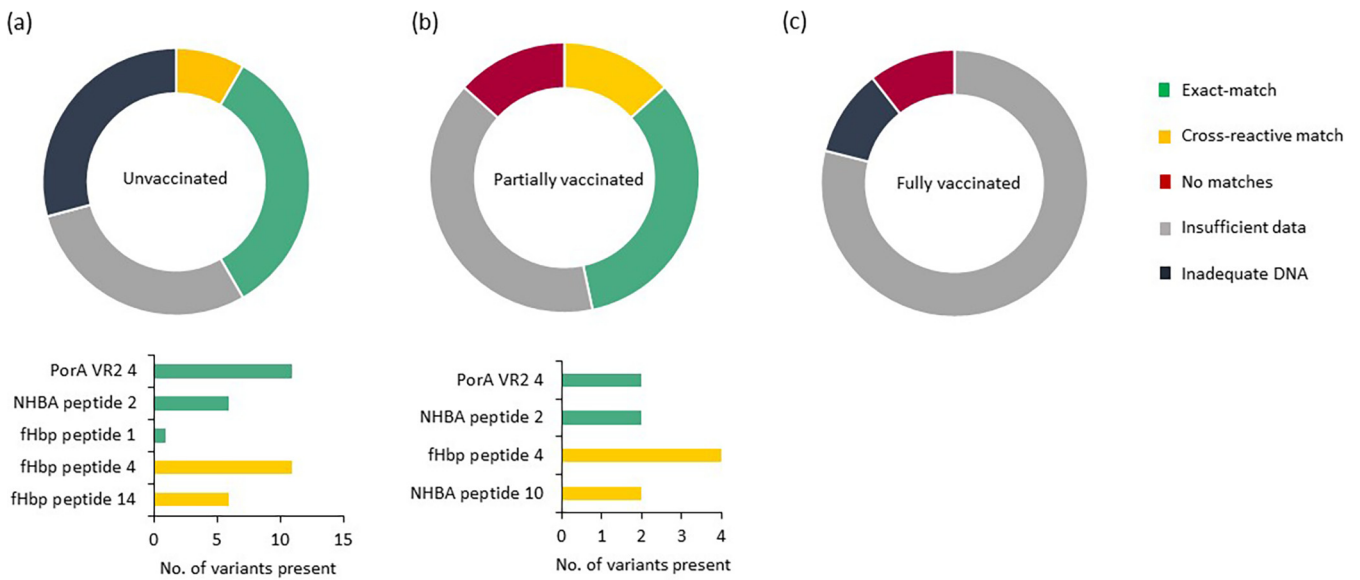 (a)
Unvaccinated
(b)
Partially vaccinated
(c)
Fully vaccinated
Exact-match
Cross-reactive match
No matches
Insufficient data
Inadequate DNA
PorA VR2 4
NHBA peptide 2
fHbp peptide 1
fHbp peptide 4
fHbp peptide 14
0 5 10 15
No. of variants present
PorA VR2 4
NHBA peptide 2
fHbp peptide 4
NHBA peptide 10
0 1 2 3 4
No. of variants present